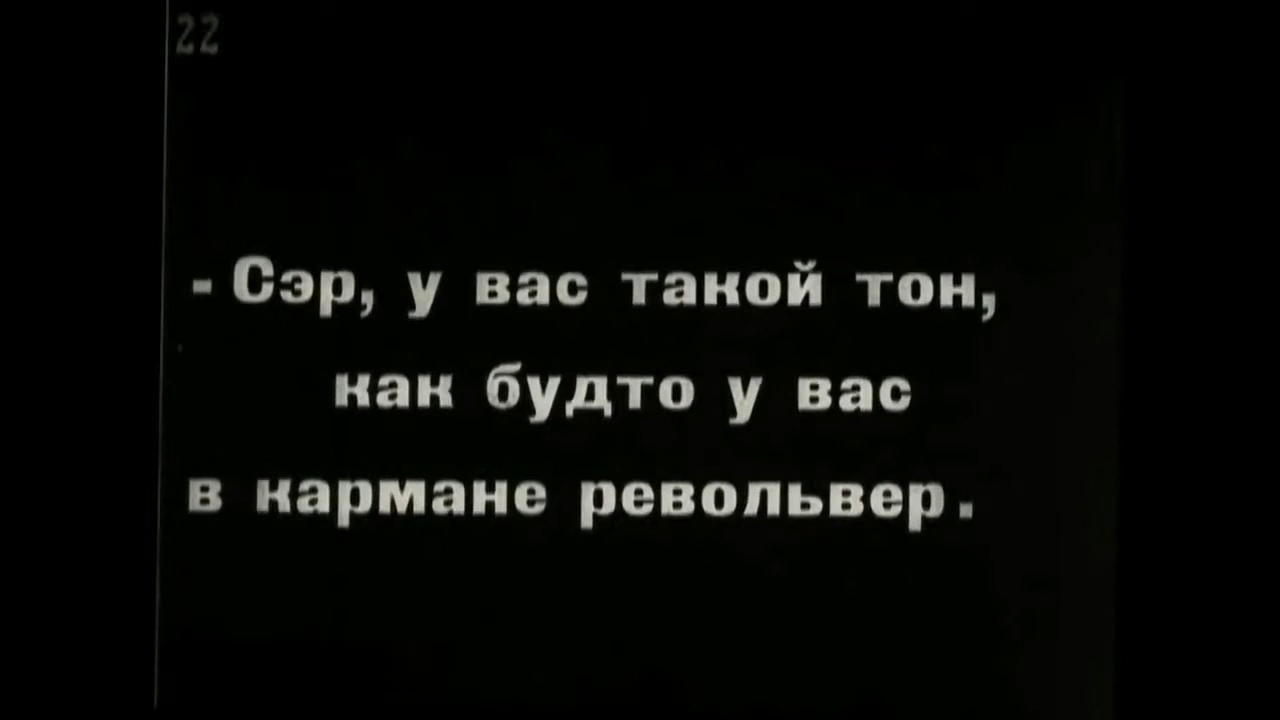 22
- Сэр, у вас такой тон,
как будто у вас
в кармане револьвер.